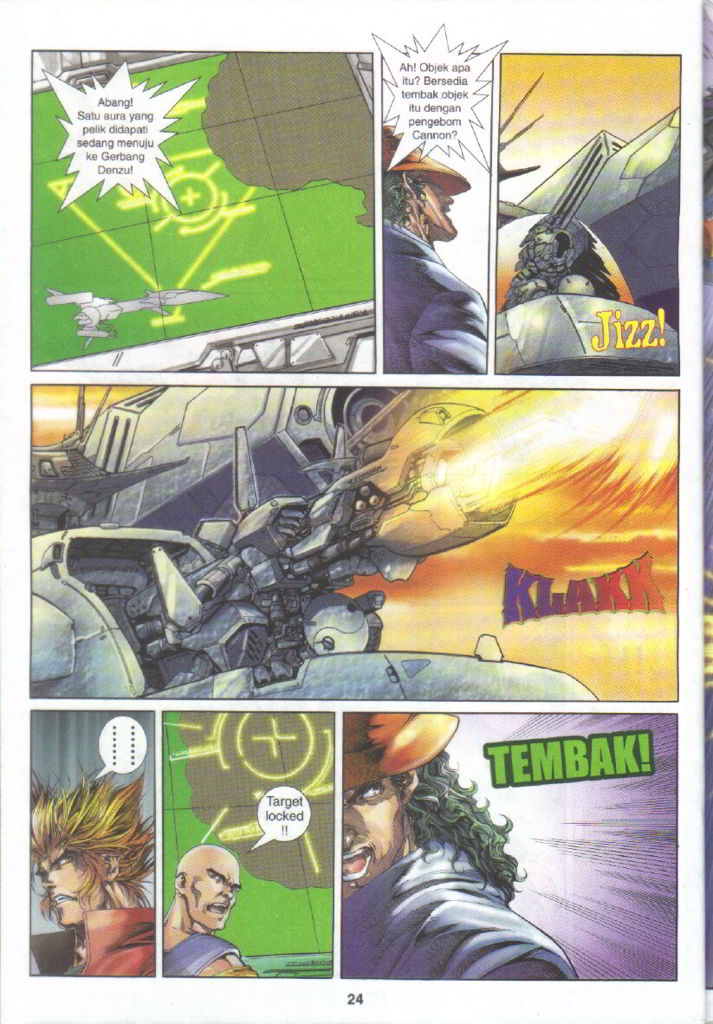 Abang!
Satu aura yang
pelik didapati
sedang menuju
ke Gerbang
Denzu!
Ah! Objek apa
itu? Bersedia
tembak objek
itu dengan
pengebom
Cannon?
Jizz!
KLAKK
Target
locked
!!
TEMBAK!
24